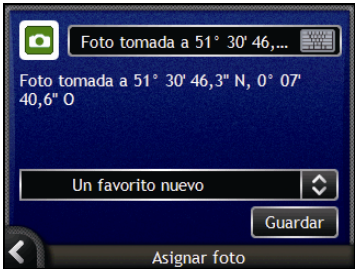 Foto tomada a 51° 30' 46,...
Foto tomada a 51° 30' 46,3" N, 0° 07'
40,6" O
Un favorito nuevo
Guardar
Asignar foto